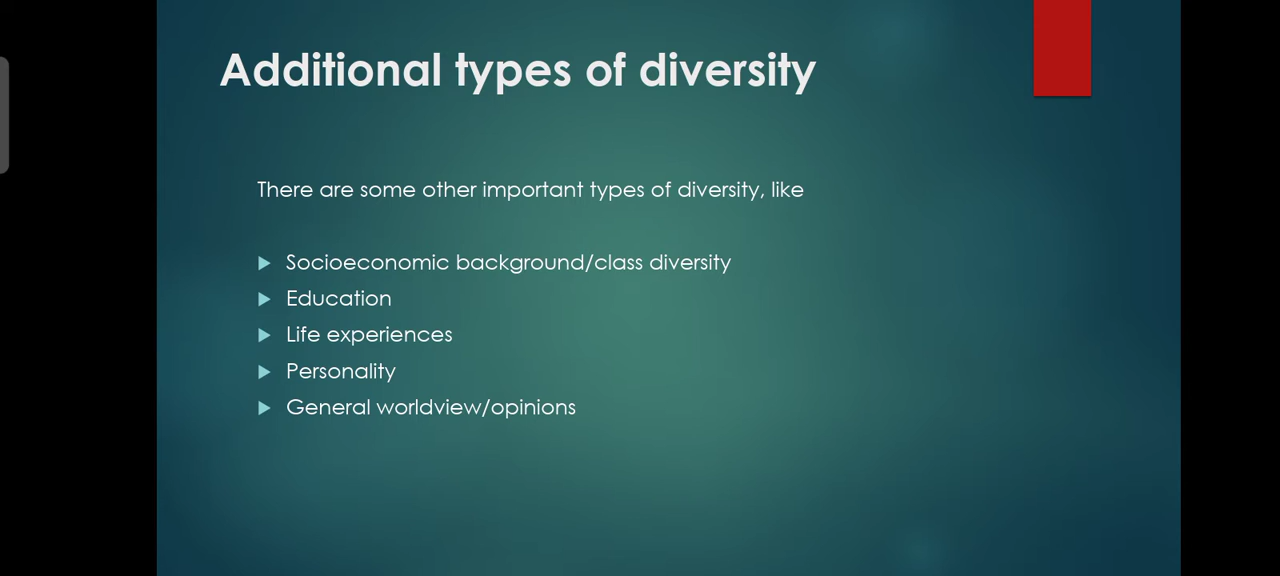 Additional types of diversity
There are some other important types of diversity, like
Socioeconomic background/class diversity
Education
Life experiences
Personality
General worldview/opinions